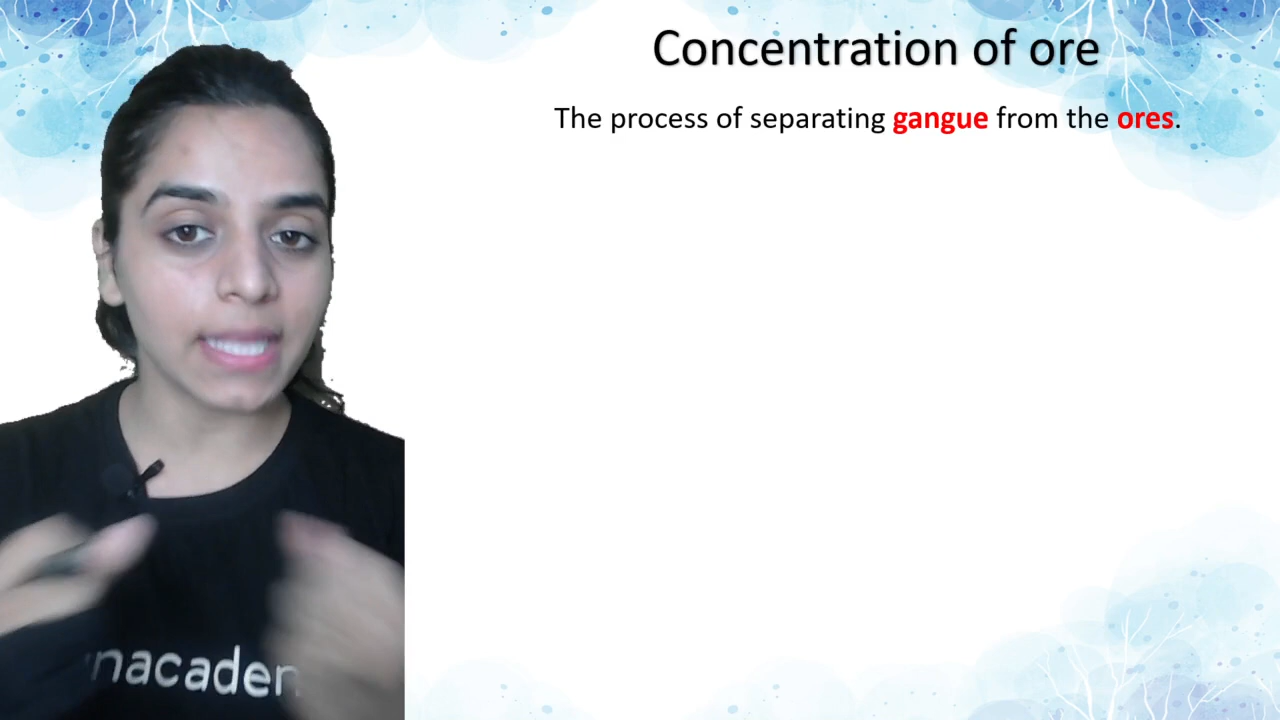 Concentration of ore
The process of separating gangue from the ores.